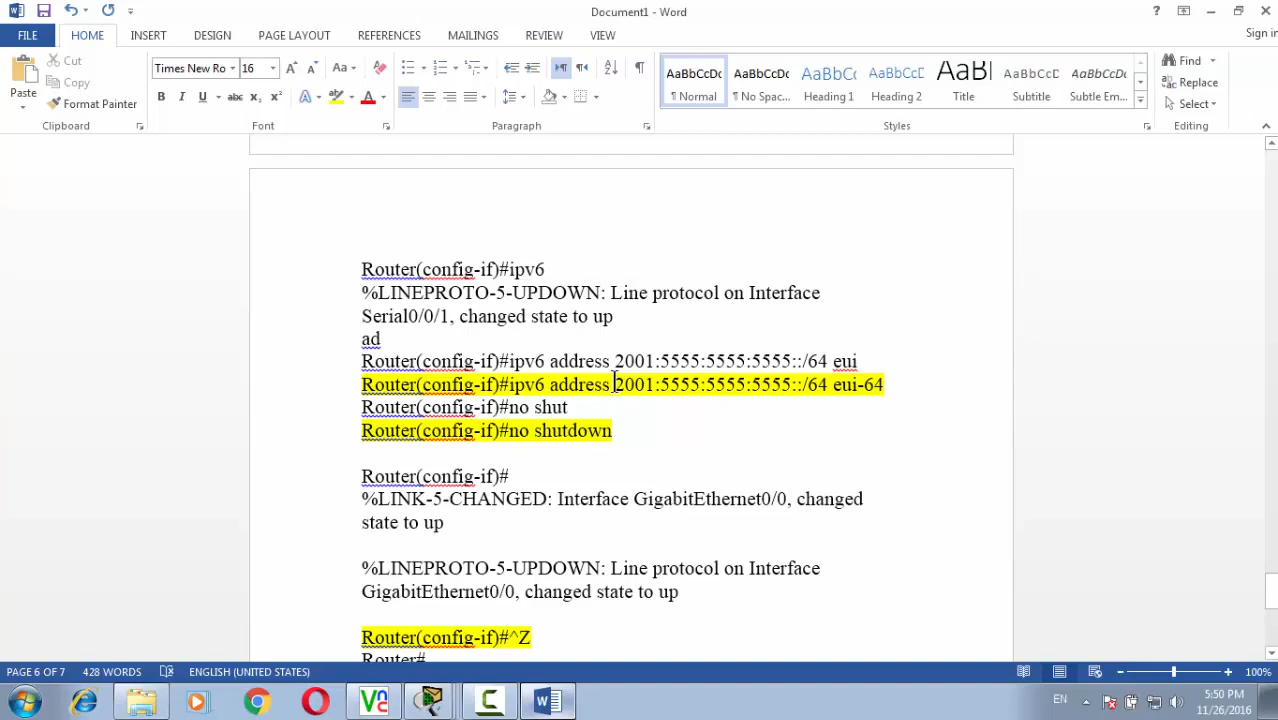 Document1 - Word
Sign in
FILE HOME INSERT DESIGN PAGE LAYOUT REFERENCES MAILINGS REVIEW VIEW
Paste
Cut
Copy
Format Painter
Times New Ro 16
Aa
B I U abc x₂ x²
A A
AaBbCcDc AaBbCcDc AaBbCc AaBbCcD AaBl AaBbCcD AaBbCcDc
¶ Normal ¶ No Spac... Heading 1 Heading 2 Title Subtitle Subtle Em...
Find
Replace
Select
Clipboard Font Paragraph Styles Editing
Router(config-if)#ipv6
%LINEPROTO-5-UPDOWN: Line protocol on Interface
Serial0/0/1, changed state to up
ad
Router(config-if)#ipv6 address 2001:5555:5555:5555::/64 eui
Router(config-if)#ipv6 address 2001:5555:5555:5555::/64 eui-64
Router(config-if)#no shut
Router(config-if)#no shutdown
Router(config-if)#
%LINK-5-CHANGED: Interface GigabitEthernet0/0, changed
state to up
%LINEPROTO-5-UPDOWN: Line protocol on Interface
GigabitEthernet0/0, changed state to up
Router(config-if)#^Z
Router#
PAGE 6 OF 7 428 WORDS ENGLISH (UNITED STATES) 100%
EN
5:50 PM
11/26/2016